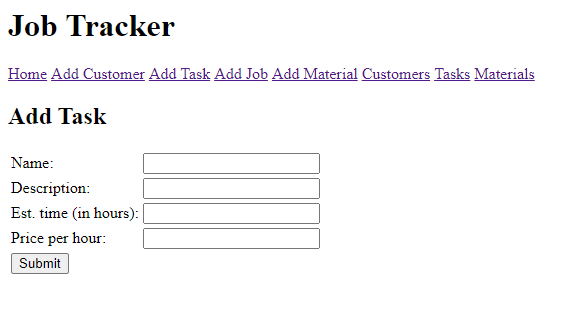 Job Tracker
Home Add Customer Add Task Add Job Add Material Customers Tasks Materials
Add Task
Name:
Description:
Est. time (in hours):
Price per hour:
Submit